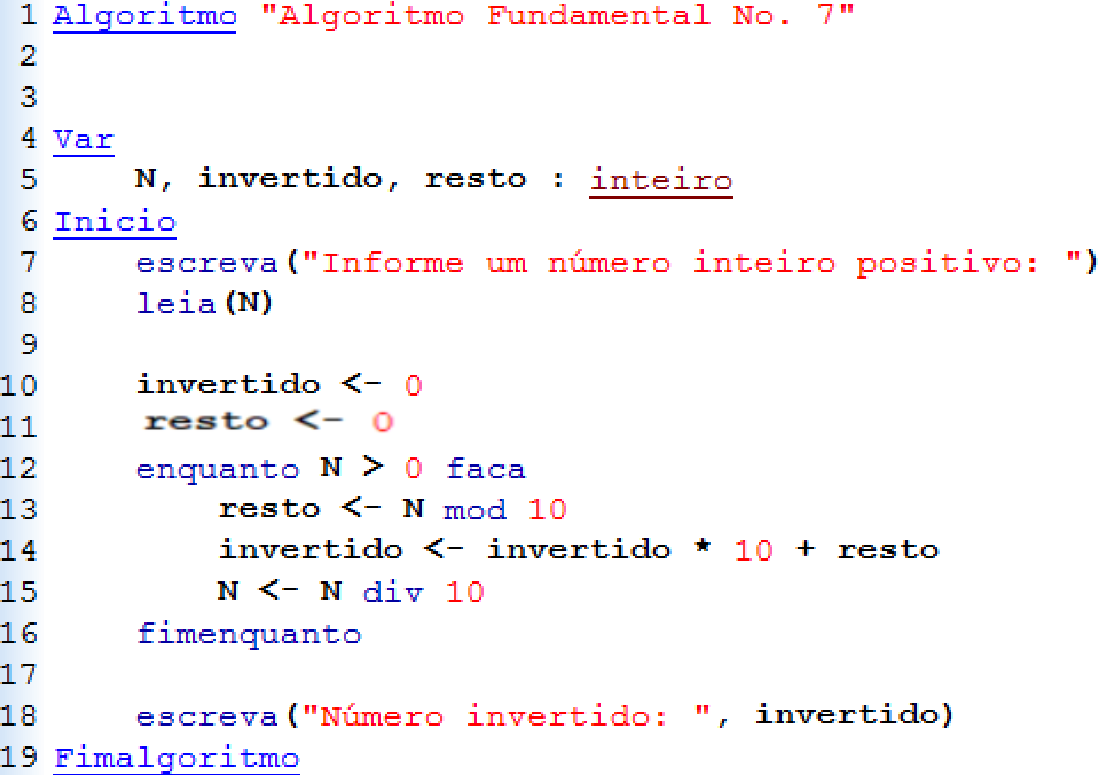 1 Algoritmo "Algoritmo Fundamental No. 7"
2
3
4 Var
5 N, invertido, resto : inteiro
6 Inicio
7 escreva("Informe um número inteiro positivo: ")
8 leia(N)
9
10 invertido <- 0
11 resto <- 0
12 enquanto N > 0 faca
13 resto <- N mod 10
14 invertido <- invertido * 10 + resto
15 N <- N div 10
16 fimenquanto
17
18 escreva("Número invertido: ", invertido)
19 Fimalgoritmo